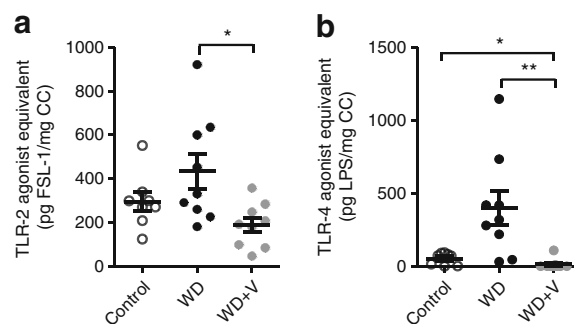 a
*
TLR-2 agonist equivalent
(pg FSL-1/mg CC)
1000
800
600
400
200
0
Control
WD
WD+V
b
*
**
TLR-4 agonist equivalent
(pg LPS/mg CC)
1500
1000
500
0
Control
WD
WD+V